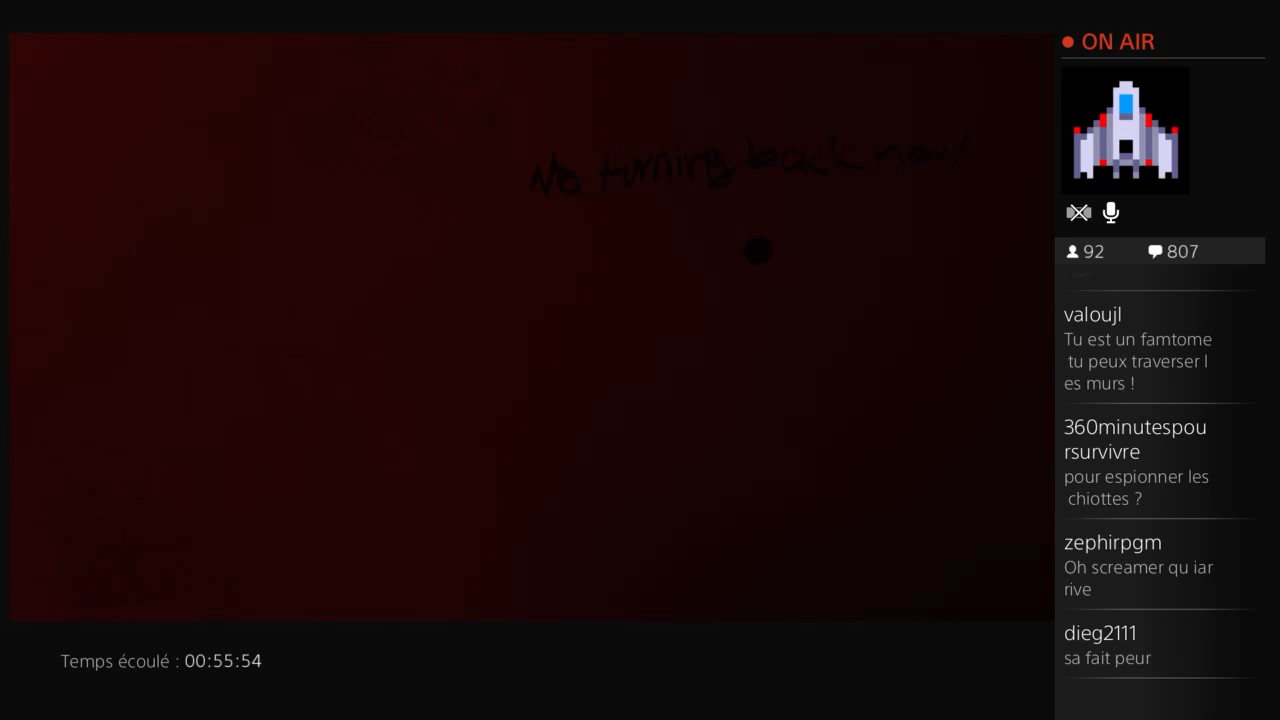 ON AIR
No turning back now
92 807
valoujl
Tu est un famtome
tu peux traverser l
es murs !
360minutespou
rsurvivre
pour espionner les
chiottes ?
zephirpgm
Oh screamer qu iar
rive
dieg2111
sa fait peur
Temps écoulé : 00:55:54